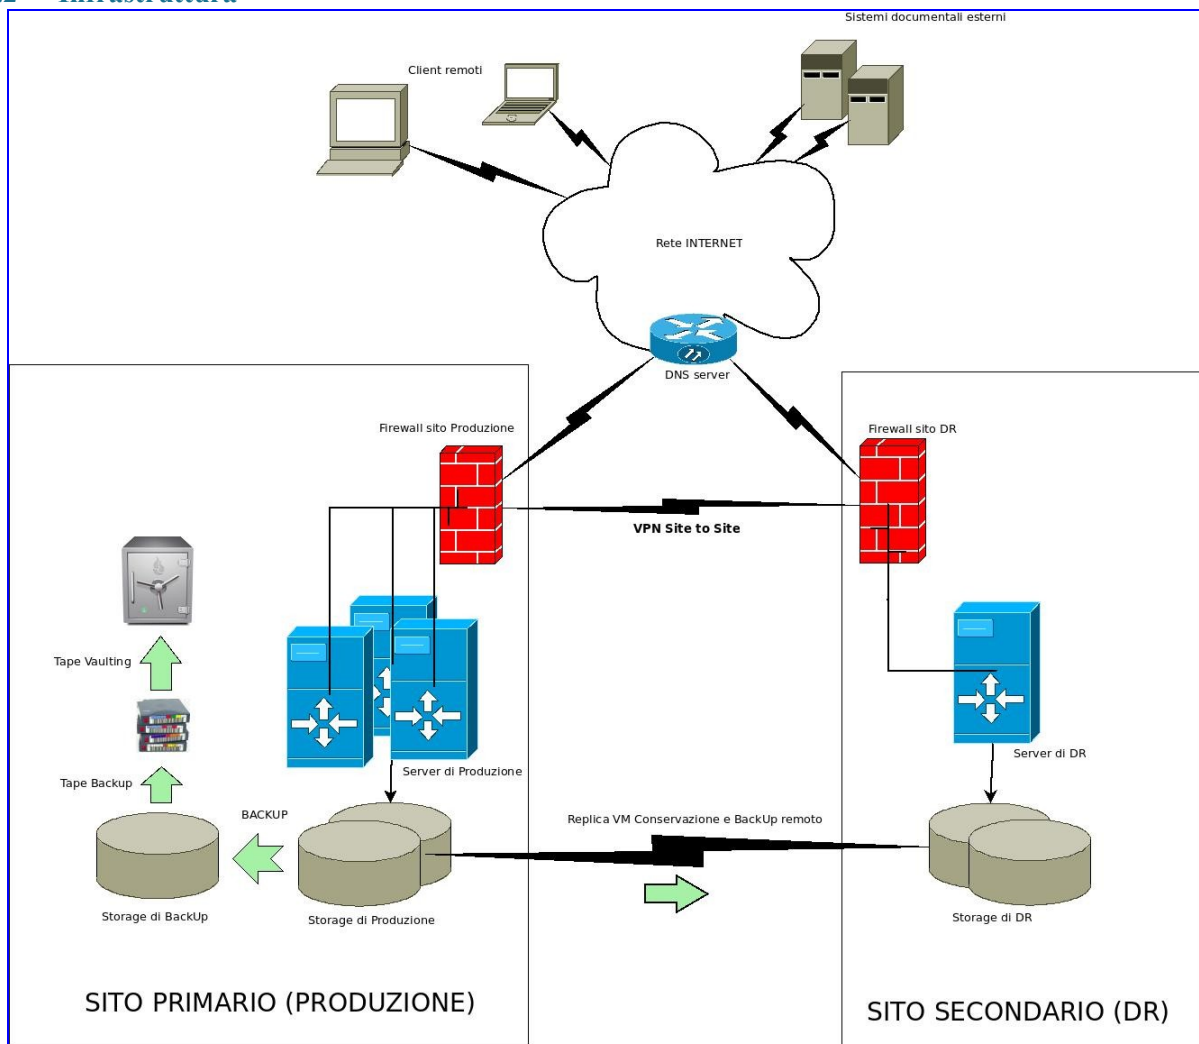 Infrastruttura
Sistemi documentali esterni
Client remoti
Rete INTERNET
DNS server
Firewall sito Produzione
Firewall sito DR
VPN Site to Site
Tape Vaulting
Server di Produzione
Server di DR
Tape Backup
BACKUP
Replica VM Conservazione e BackUp remoto
Storage di BackUp
Storage di Produzione
Storage di DR
SITO PRIMARIO (PRODUZIONE)
SITO SECONDARIO (DR)